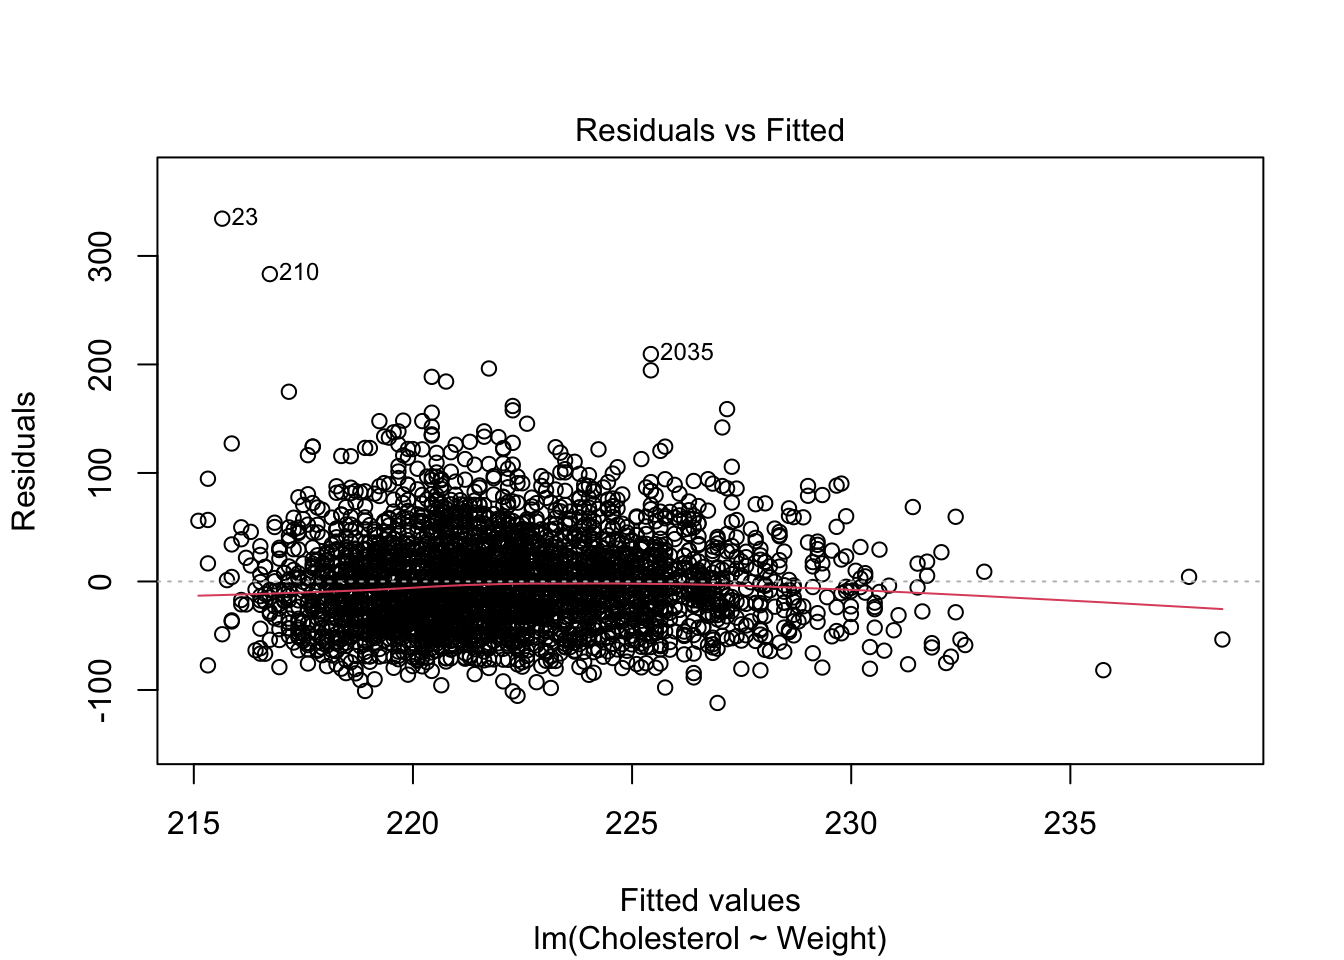 Residuals vs Fitted
23
210
2035
Residuals
300
200
100
0
-100
215 220 225 230 235
Fitted values
lm(Cholesterol ~ Weight)